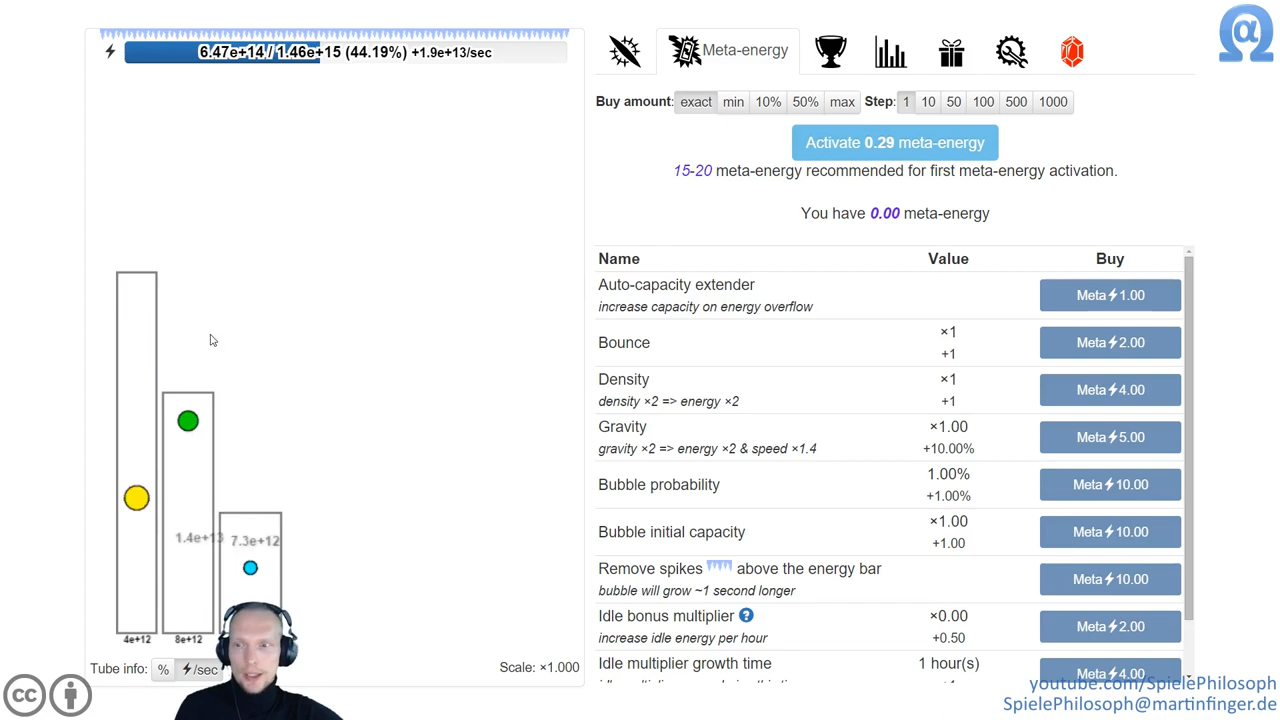 6.47e+14 / 1.46e+15 (44.19%) +1.9e+13/sec
Meta-energy
Buy amount: exact min 10% 50% max Step: 1 10 50 100 500 1000
Activate 0.29 meta-energy
15-20 meta-energy recommended for first meta-energy activation.
You have 0.00 meta-energy
Name Value Buy
Auto-capacity extender
increase capacity on energy overflow
Meta 1.00
Bounce ×1
+1
Meta 2.00
Density ×1
density ×2 => energy ×2 +1
Meta 4.00
Gravity ×1.00
gravity ×2 => energy ×2 & speed ×1.4 +10.00%
Meta 5.00
Bubble probability 1.00%
+1.00%
Meta 10.00
Bubble initial capacity ×1.00
+1.00
Meta 10.00
Remove spikes above the energy bar
bubble will grow ~1 second longer
Meta 10.00
Idle bonus multiplier ? ×0.00
increase idle energy per hour +0.50
Meta 2.00
Idle multiplier growth time 1 hour(s)
Meta 4.00
1.4e+13 7.3e+12
4e+12 8e+12
Tube info: % /sec
Scale: ×1.000
cc
youtube.com/SpielePhilosoph
SpielePhilosoph@martinfinger.de